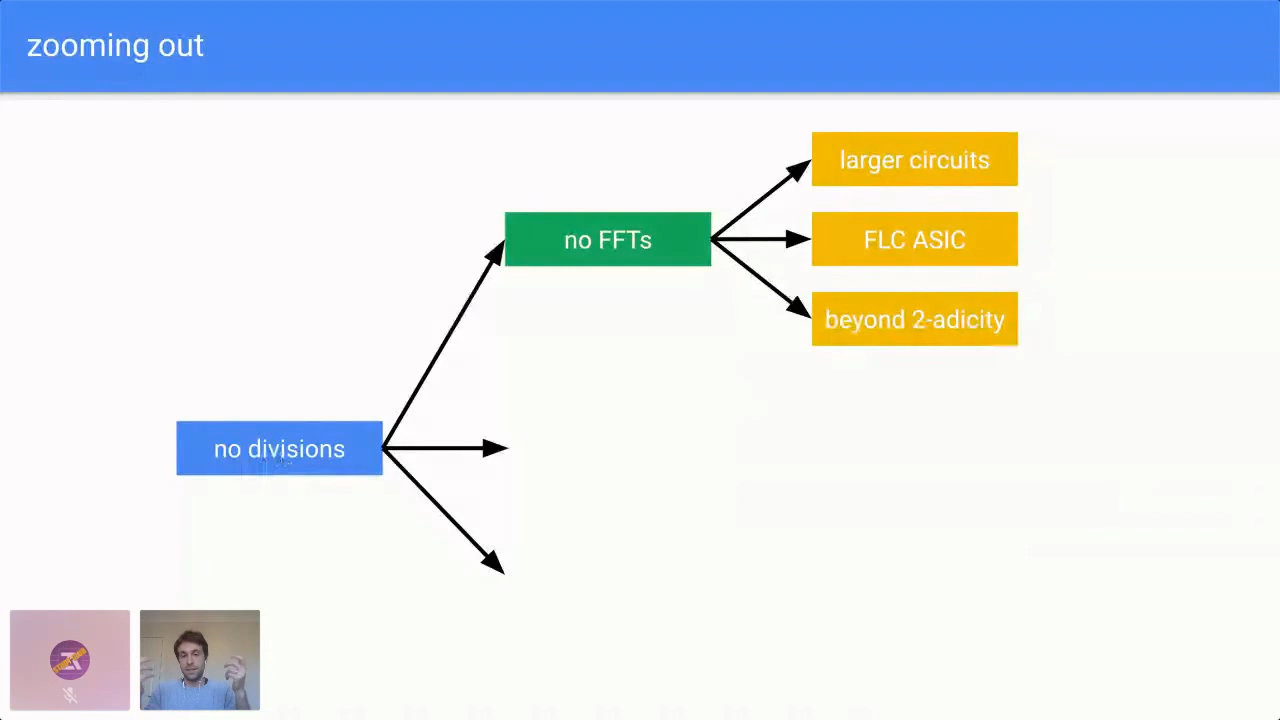 zooming out
larger circuits
no FFTs
FLC ASIC
beyond 2-adicity
no divisions